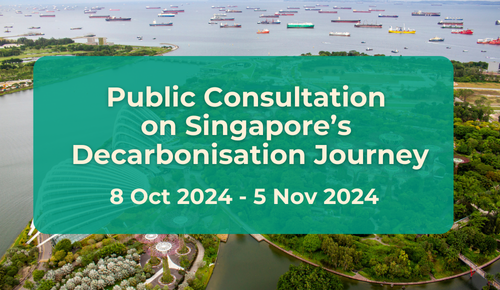 Public Consultation
on Singapore’s
Decarbonisation Journey
8 Oct 2024 - 5 Nov 2024